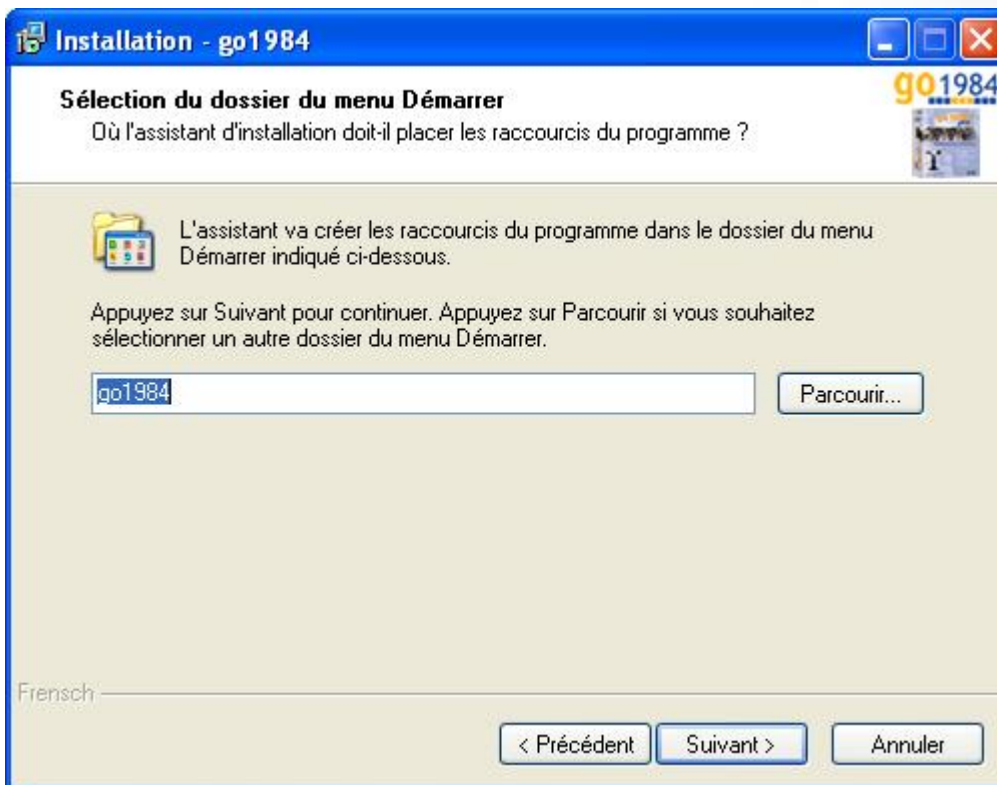 Installation - go1984
Sélection du dossier du menu Démarrer
Où l'assistant d'installation doit-il placer les raccourcis du programme ?
go1984
L'assistant va créer les raccourcis du programme dans le dossier du menu
Démarrer indiqué ci-dessous.
Appuyez sur Suivant pour continuer. Appuyez sur Parcourir si vous souhaitez
sélectionner un autre dossier du menu Démarrer.
go1984
Parcourir...
Frensch
< Précédent
Suivant >
Annuler